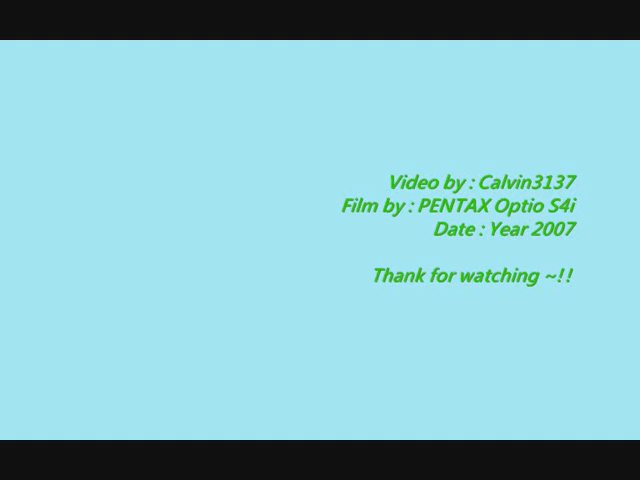 Video by : Calvin3137
Film by : PENTAX Optio S4i
Date : Year 2007
Thank for watching ~!!